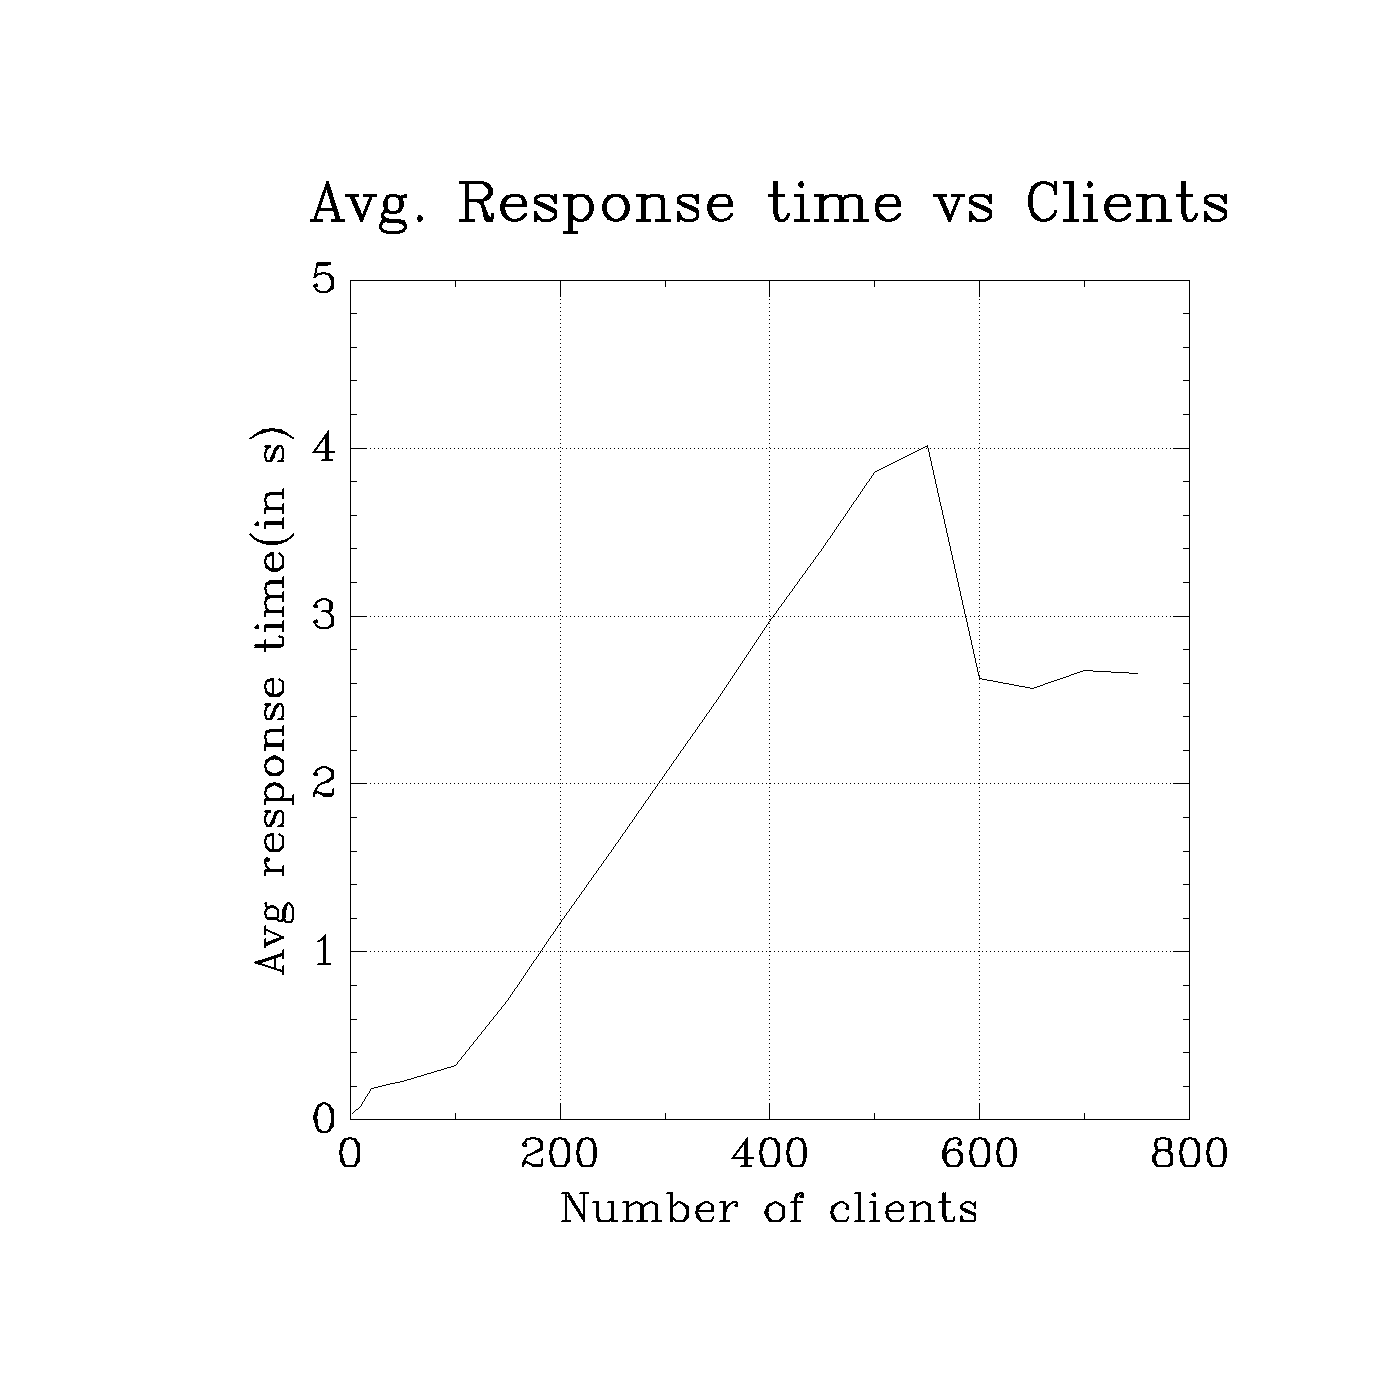 Avg. Response time vs Clients
5
4
3
2
1
0
Avg response time(in s)
0 200 400 600 800
Number of clients